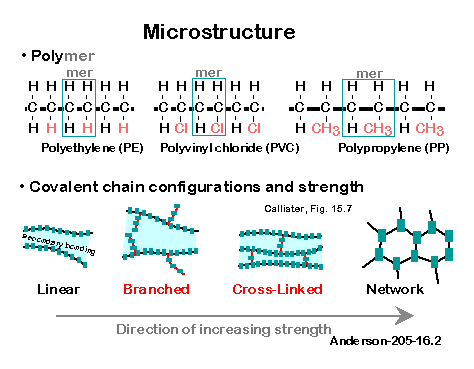 Microstructure
• Polymer
mer mer mer
H H H H H H H H H H H H H H H H H H
C C C C C C C C C C C C C C C C C C
H H H H H H H Cl H Cl H Cl H CH3 H CH3 H CH3
Polyethylene (PE) Polyvinyl chloride (PVC) Polypropylene (PP)
• Covalent chain configurations and strength
Callister, Fig. 15.7
secondary bonding
Linear Branched Cross-Linked Network
Direction of increasing strength
Anderson-205-16.2